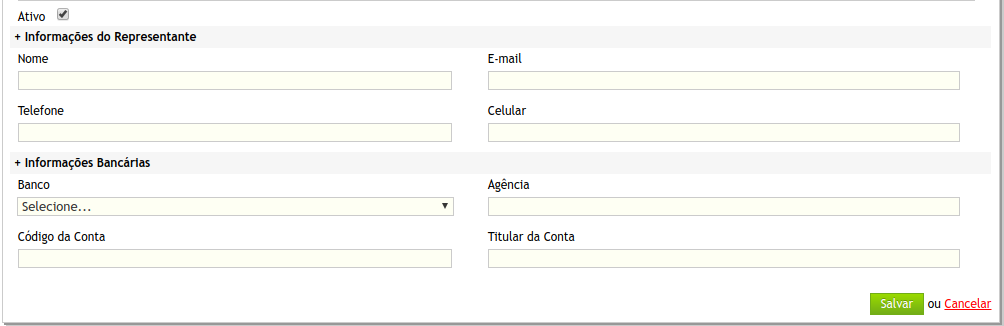 Ativo
+ Informações do Representante
Nome E-mail
Telefone Celular
+ Informações Bancárias
Banco Agência
Selecione...
Código da Conta Titular da Conta
Salvar ou Cancelar